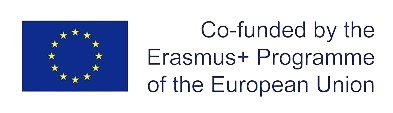 Co-funded by the
Erasmus+ Programme
of the European Union